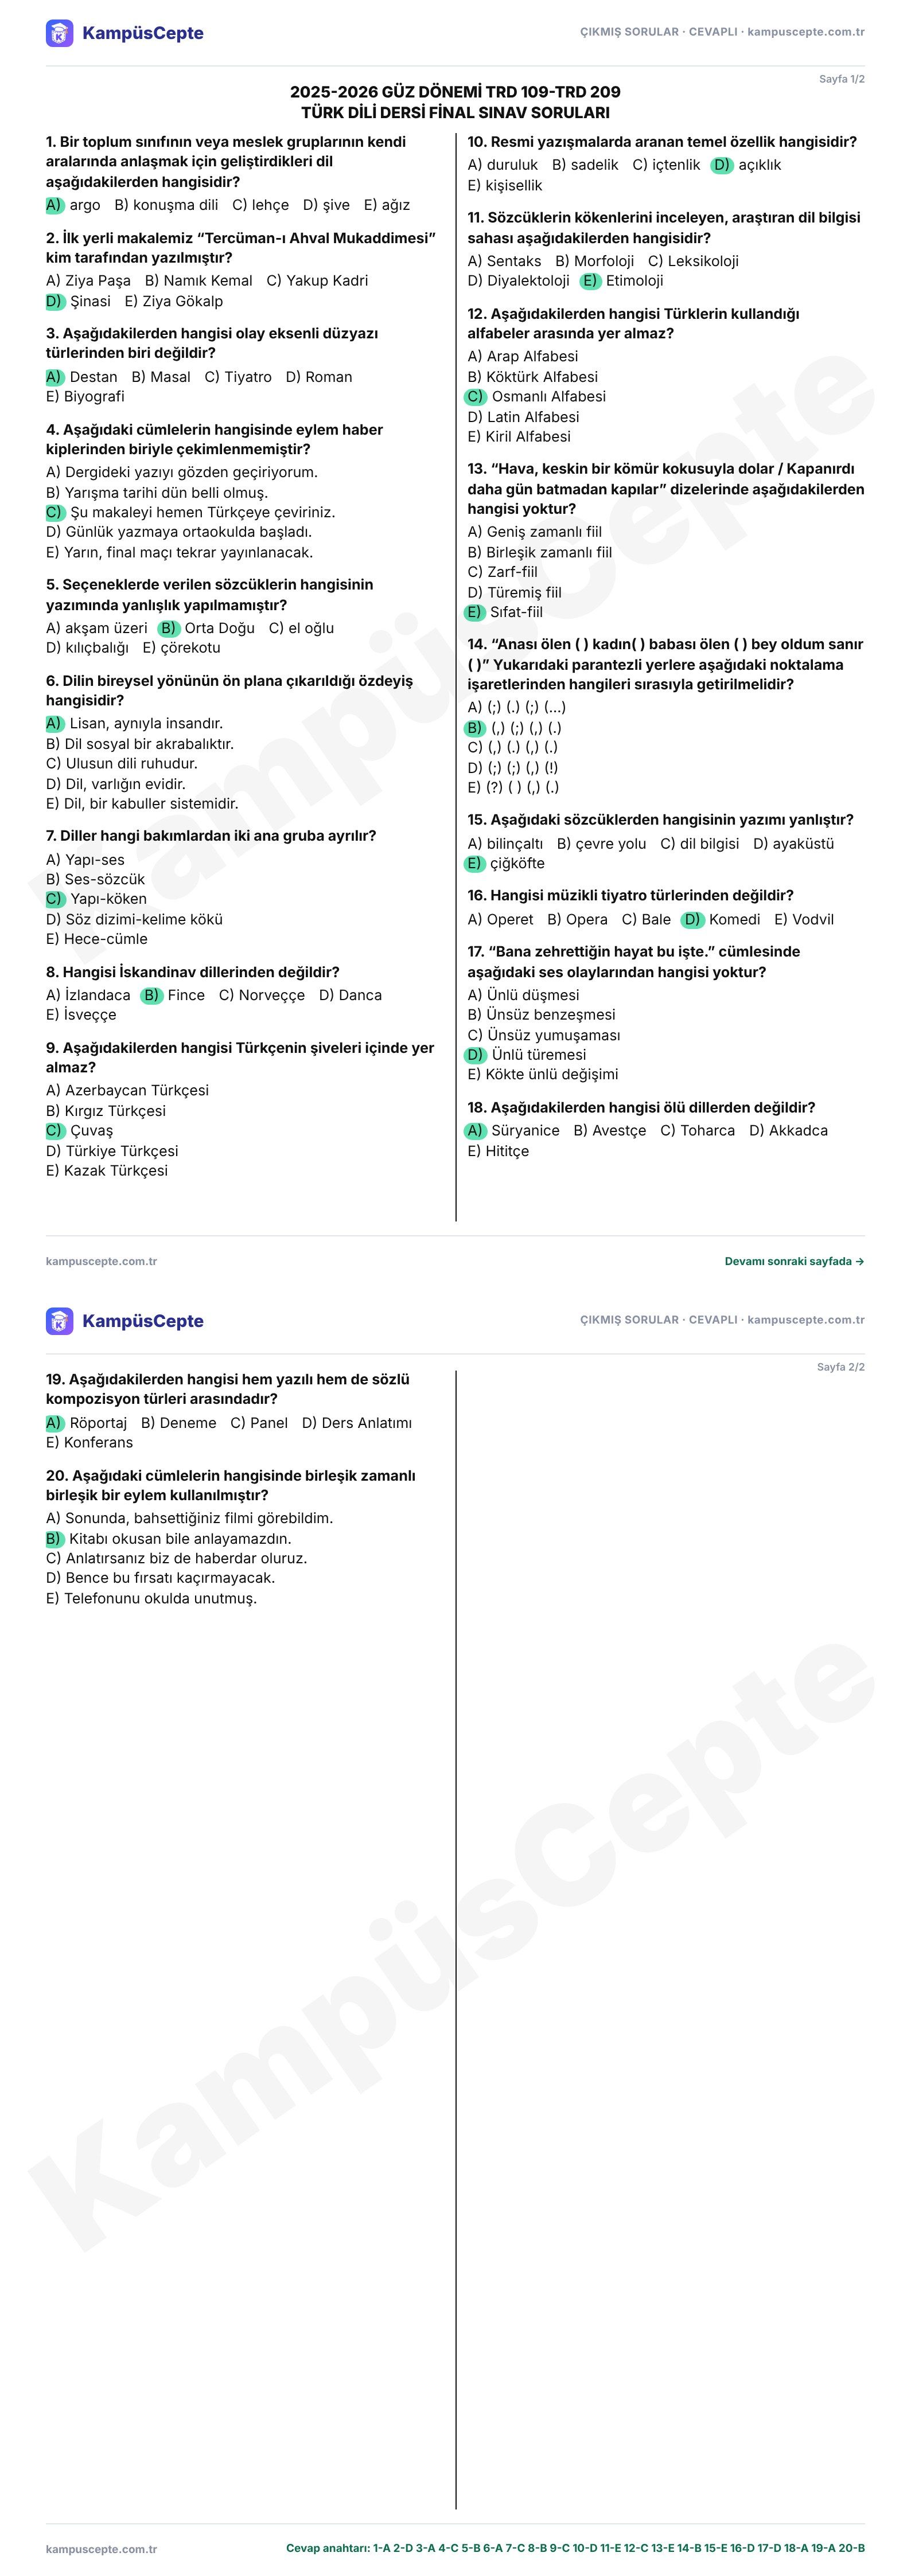 KampüsCepte
ÇIKMIŞ SORULAR · CEVAPLI · kampuscepte.com.tr
Sayfa 1/2
2025-2026 GÜZ DÖNEMİ TRD 109-TRD 209
TÜRK DİLİ DERSİ FİNAL SINAV SORULARI
1. Bir toplum sınıfının veya meslek gruplarının kendi
aralarında anlaşmak için geliştirdikleri dil
aşağıdakilerden hangisidir?
A) argo B) konuşma dili C) lehçe D) şive E) ağız
2. İlk yerli makalemiz “Tercüman-ı Ahval Mukaddimesi”
kim tarafından yazılmıştır?
A) Ziya Paşa B) Namık Kemal C) Yakup Kadri
D) Şinasi E) Ziya Gökalp
3. Aşağıdakilerden hangisi olay eksenli düzyazı
türlerinden biri değildir?
A) Destan B) Masal C) Tiyatro D) Roman
E) Biyografi
4. Aşağıdaki cümlelerin hangisinde eylem haber
kiplerinden biriyle çekimlenmemiştir?
A) Dergideki yazıyı gözden geçiriyorum.
B) Yarışma tarihi dün belli olmuş.
C) Şu makaleyi hemen Türkçeye çeviriniz.
D) Günlük yazmaya ortaokulda başladı.
E) Yarın, final maçı tekrar yayınlanacak.
5. Seçeneklerde verilen sözcüklerin hangisinin
yazımında yanlışlık yapılmamıştır?
A) akşam üzeri B) Orta Doğu C) el oğlu
D) kılıçbalığı E) çörekotu
6. Dilin bireysel yönünün ön plana çıkarıldığı özdeyiş
hangisidir?
A) Lisan, aynıyla insandır.
B) Dil sosyal bir akrabalıktır.
C) Ulusun dili ruhudur.
D) Dil, varlığın evidir.
E) Dil, bir kabuller sistemidir.
7. Diller hangi bakımlardan iki ana gruba ayrılır?
A) Yapı-ses
B) Ses-sözcük
C) Yapı-köken
D) Söz dizimi-kelime kökü
E) Hece-cümle
8. Hangisi İskandinav dillerinden değildir?
A) İzlandaca B) Fince C) Norveççe D) Danca
E) İsveççe
9. Aşağıdakilerden hangisi Türkçenin şiveleri içinde yer
almaz?
A) Azerbaycan Türkçesi
B) Kırgız Türkçesi
C) Çuvaş
D) Türkiye Türkçesi
E) Kazak Türkçesi
10. Resmi yazışmalarda aranan temel özellik hangisidir?
A) duruluk B) sadelik C) içtenlik D) açıklık
E) kişisellik
11. Sözcüklerin kökenlerini inceleyen, araştıran dil bilgisi
sahası aşağıdakilerden hangisidir?
A) Sentaks B) Morfoloji C) Leksikoloji
D) Diyalektoloji E) Etimoloji
12. Aşağıdakilerden hangisi Türklerin kullandığı
alfabeler arasında yer almaz?
A) Arap Alfabesi
B) Köktürk Alfabesi
C) Osmanlı Alfabesi
D) Latin Alfabesi
E) Kiril Alfabesi
13. “Hava, keskin bir kömür kokusuyla dolar / Kapanırdı
daha gün batmadan kapılar” dizelerinde aşağıdakilerden
hangisi yoktur?
A) Geniş zamanlı fiil
B) Birleşik zamanlı fiil
C) Zarf-fiil
D) Türemiş fiil
E) Sıfat-fiil
14. “Anası ölen ( ) kadın( ) babası ölen ( ) bey oldum sanır
( )” Yukarıdaki parantezli yerlere aşağıdaki noktalama
işaretlerinden hangileri sırasıyla getirilmelidir?
A) (;) (.) (;) (...)
B) (,) (;) (,) (.)
C) (,) (.) (,) (.)
D) (;) (;) (,) (!)
E) (?) ( ) (,) (.)
15. Aşağıdaki sözcüklerden hangisinin yazımı yanlıştır?
A) bilinçaltı B) çevre yolu C) dil bilgisi D) ayaküstü
E) çiğköfte
16. Hangisi müzikli tiyatro türlerinden değildir?
A) Operet B) Opera C) Bale D) Komedi E) Vodvil
17. “Bana zehrettiğin hayat bu işte.” cümlesinde
aşağıdaki ses olaylarından hangisi yoktur?
A) Ünlü düşmesi
B) Ünsüz benzeşmesi
C) Ünsüz yumuşaması
D) Ünlü türemesi
E) Kökte ünlü değişimi
18. Aşağıdakilerden hangisi ölü dillerden değildir?
A) Süryanice B) Avestçe C) Toharca D) Akkadca
E) Hititçe
KampüsCepte
kampuscepte.com.tr
Devamı sonraki sayfada →
KampüsCepte
ÇIKMIŞ SORULAR · CEVAPLI · kampuscepte.com.tr
Sayfa 2/2
19. Aşağıdakilerden hangisi hem yazılı hem de sözlü
kompozisyon türleri arasındadır?
A) Röportaj B) Deneme C) Panel D) Ders Anlatımı
E) Konferans
20. Aşağıdaki cümlelerin hangisinde birleşik zamanlı
birleşik bir eylem kullanılmıştır?
A) Sonunda, bahsettiğiniz filmi görebildim.
B) Kitabı okusan bile anlayamazdın.
C) Anlatırsanız biz de haberdar oluruz.
D) Bence bu fırsatı kaçırmayacak.
E) Telefonunu okulda unutmuş.
KampüsCepte
kampuscepte.com.tr
Cevap anahtarı: 1-A 2-D 3-A 4-C 5-B 6-A 7-C 8-B 9-C 10-D 11-E 12-C 13-E 14-B 15-E 16-D 17-D 18-A 19-A 20-B